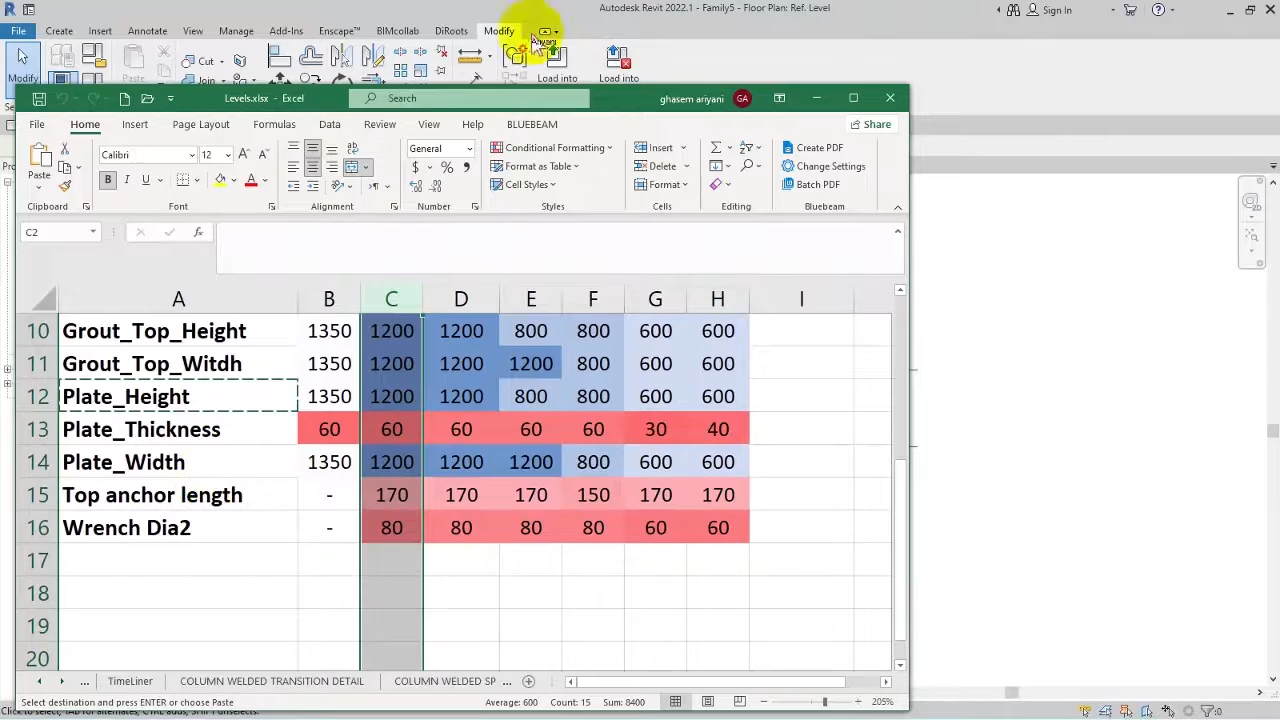 Autodesk Revit 2022.1 - Family5 - Floor Plan: Ref. Level
Sign In
File Create Insert Annotate View Manage Add-Ins Enscape™ BIMcollab DiRoots Modify
Modify Paste Cut Join Load into Load into
Levels.xlsx - Excel Search ghasem ariyani GA
File Home Insert Page Layout Formulas Data Review View Help BLUEBEAM Share
Paste Calibri 12 General Conditional Formatting Insert Create PDF
Format as Table Delete Change Settings
B I U Cell Styles Format Batch PDF
Clipboard Font Alignment Number Styles Cells Editing Bluebeam
C2 fx
A B C D E F G H I
10 Grout_Top_Height 1350 1200 1200 800 800 600 600
11 Grout_Top_Witdh 1350 1200 1200 1200 800 600 600
12 Plate_Height 1350 1200 1200 800 800 600 600
13 Plate_Thickness 60 60 60 60 60 30 40
14 Plate_Width 1350 1200 1200 1200 800 600 600
15 Top anchor length - 170 170 170 150 170 170
16 Wrench Dia2 - 80 80 80 80 60 60
17
18
19
20
... TimeLiner COLUMN WELDED TRANSITION DETAIL COLUMN WELDED SP ...
Select destination and press ENTER or choose Paste Average: 600 Count: 15 Sum: 8400 205%
:0